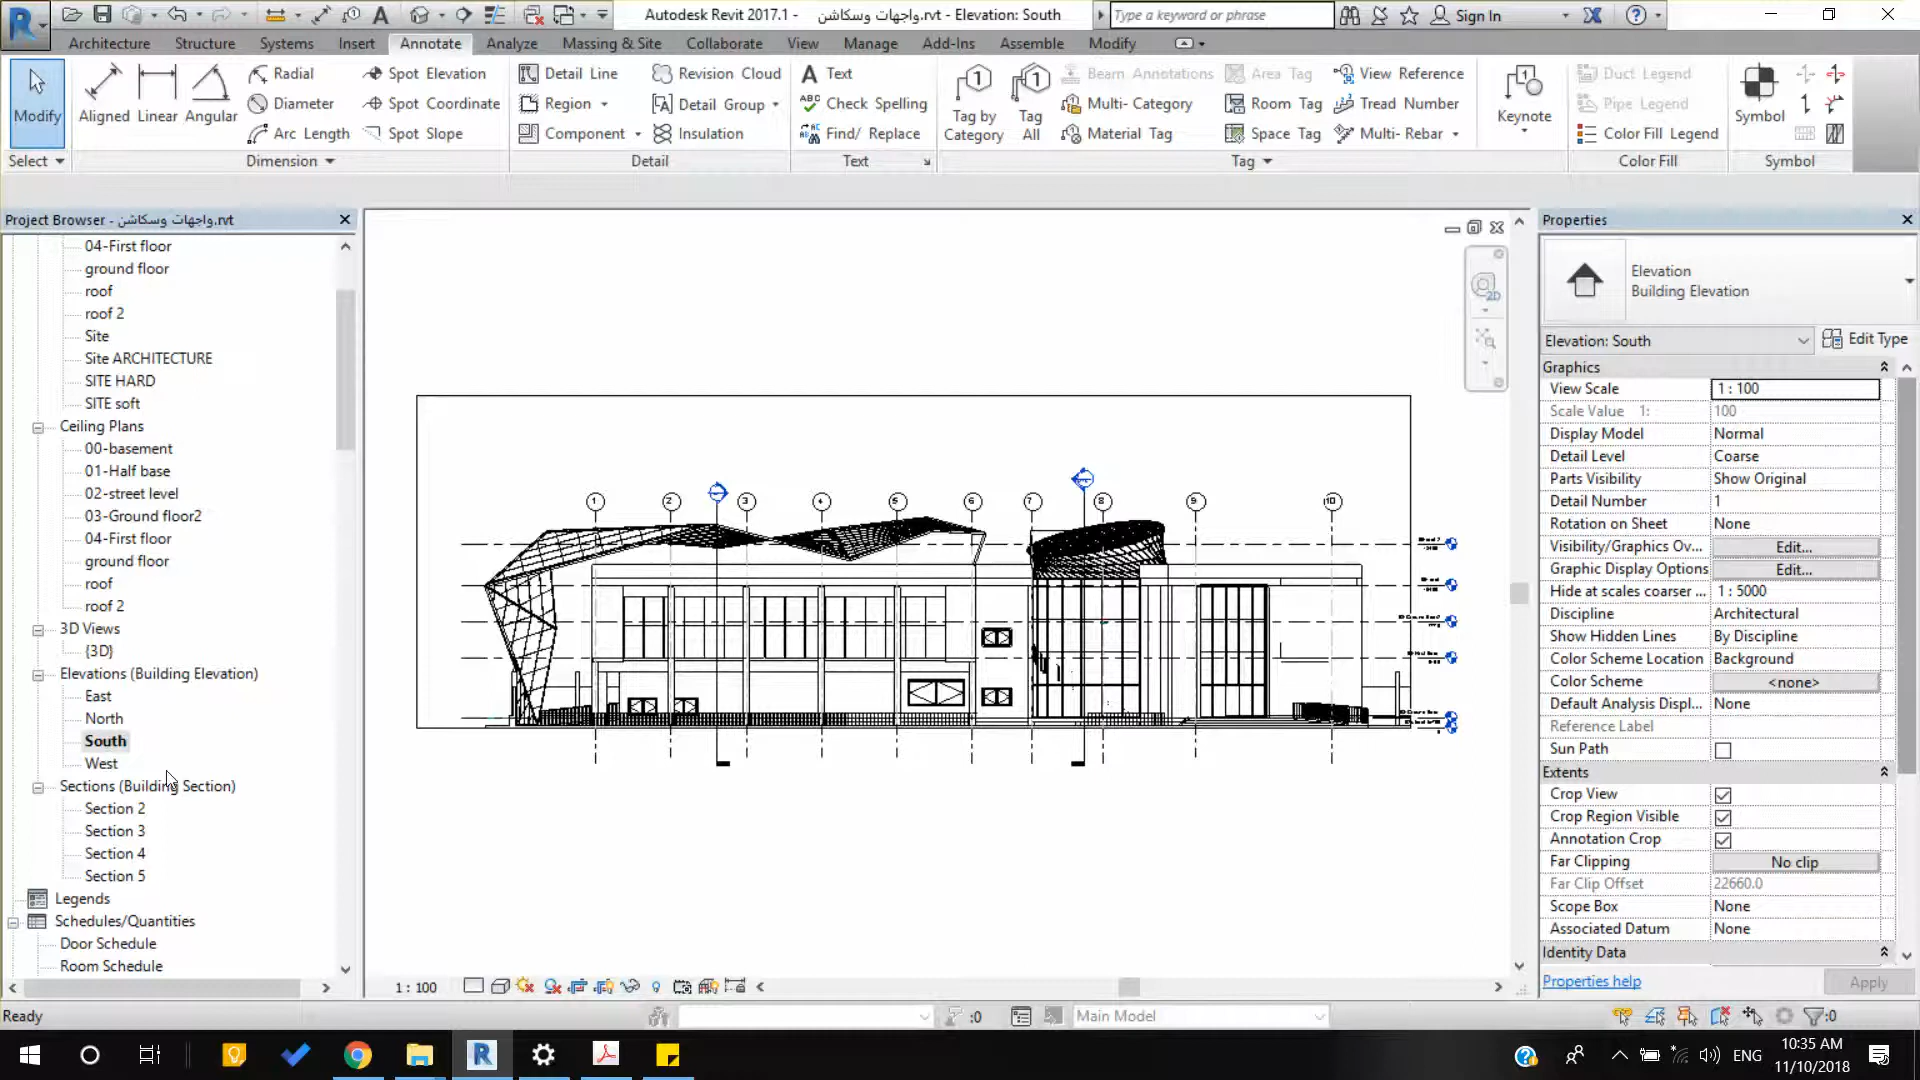 Autodesk Revit 2017.1 - واجهات وسكاشن.rvt - Elevation: South
Type a keyword or phrase
Sign In
Architecture Structure Systems Insert Annotate Analyze Massing & Site Collaborate View Manage Add-Ins Assemble Modify
Modify
Select
Aligned
Linear
Angular
Radial
Diameter
Arc Length
Spot Elevation
Spot Coordinate
Spot Slope
Dimension
Detail Line
Region
Component
Revision Cloud
Detail Group
Insulation
Detail
Text
Check Spelling
Find/ Replace
Text
Tag by
Category
Tag
All
Beam Annotations
Multi- Category
Material Tag
Area Tag
Room Tag
Space Tag
View Reference
Tread Number
Multi- Rebar
Tag
Keynote
Duct Legend
Pipe Legend
Color Fill Legend
Color Fill
Symbol
Symbol
Project Browser - واجهات وسكاشن.rvt
04-First floor
ground floor
roof
roof 2
Site
Site ARCHITECTURE
SITE HARD
SITE soft
Ceiling Plans
00-basement
01-Half base
02-street level
03-Ground floor2
04-First floor
ground floor
roof
roof 2
3D Views
{3D}
Elevations (Building Elevation)
East
North
South
West
Sections (Building Section)
Section 2
Section 3
Section 4
Section 5
Legends
Schedules/Quantities
Door Schedule
Room Schedule
2D
1 2 3 4 5 6 7 8 9 10
1 : 100
Properties
Elevation
Building Elevation
Elevation: South
Edit Type
Graphics
View Scale 1 : 100
Scale Value 1: 100
Display Model Normal
Detail Level Coarse
Parts Visibility Show Original
Detail Number 1
Rotation on Sheet None
Visibility/Graphics Ov... Edit...
Graphic Display Options Edit...
Hide at scales coarser ... 1 : 5000
Discipline Architectural
Show Hidden Lines By Discipline
Color Scheme Location Background
Color Scheme <none>
Default Analysis Displ... None
Reference Label
Sun Path
Extents
Crop View
Crop Region Visible
Annotation Crop
Far Clipping No clip
Far Clip Offset 22660.0
Scope Box None
Associated Datum None
Identity Data
Properties help
Apply
Ready
:0
Main Model
:0
ENG
10:35 AM
11/10/2018